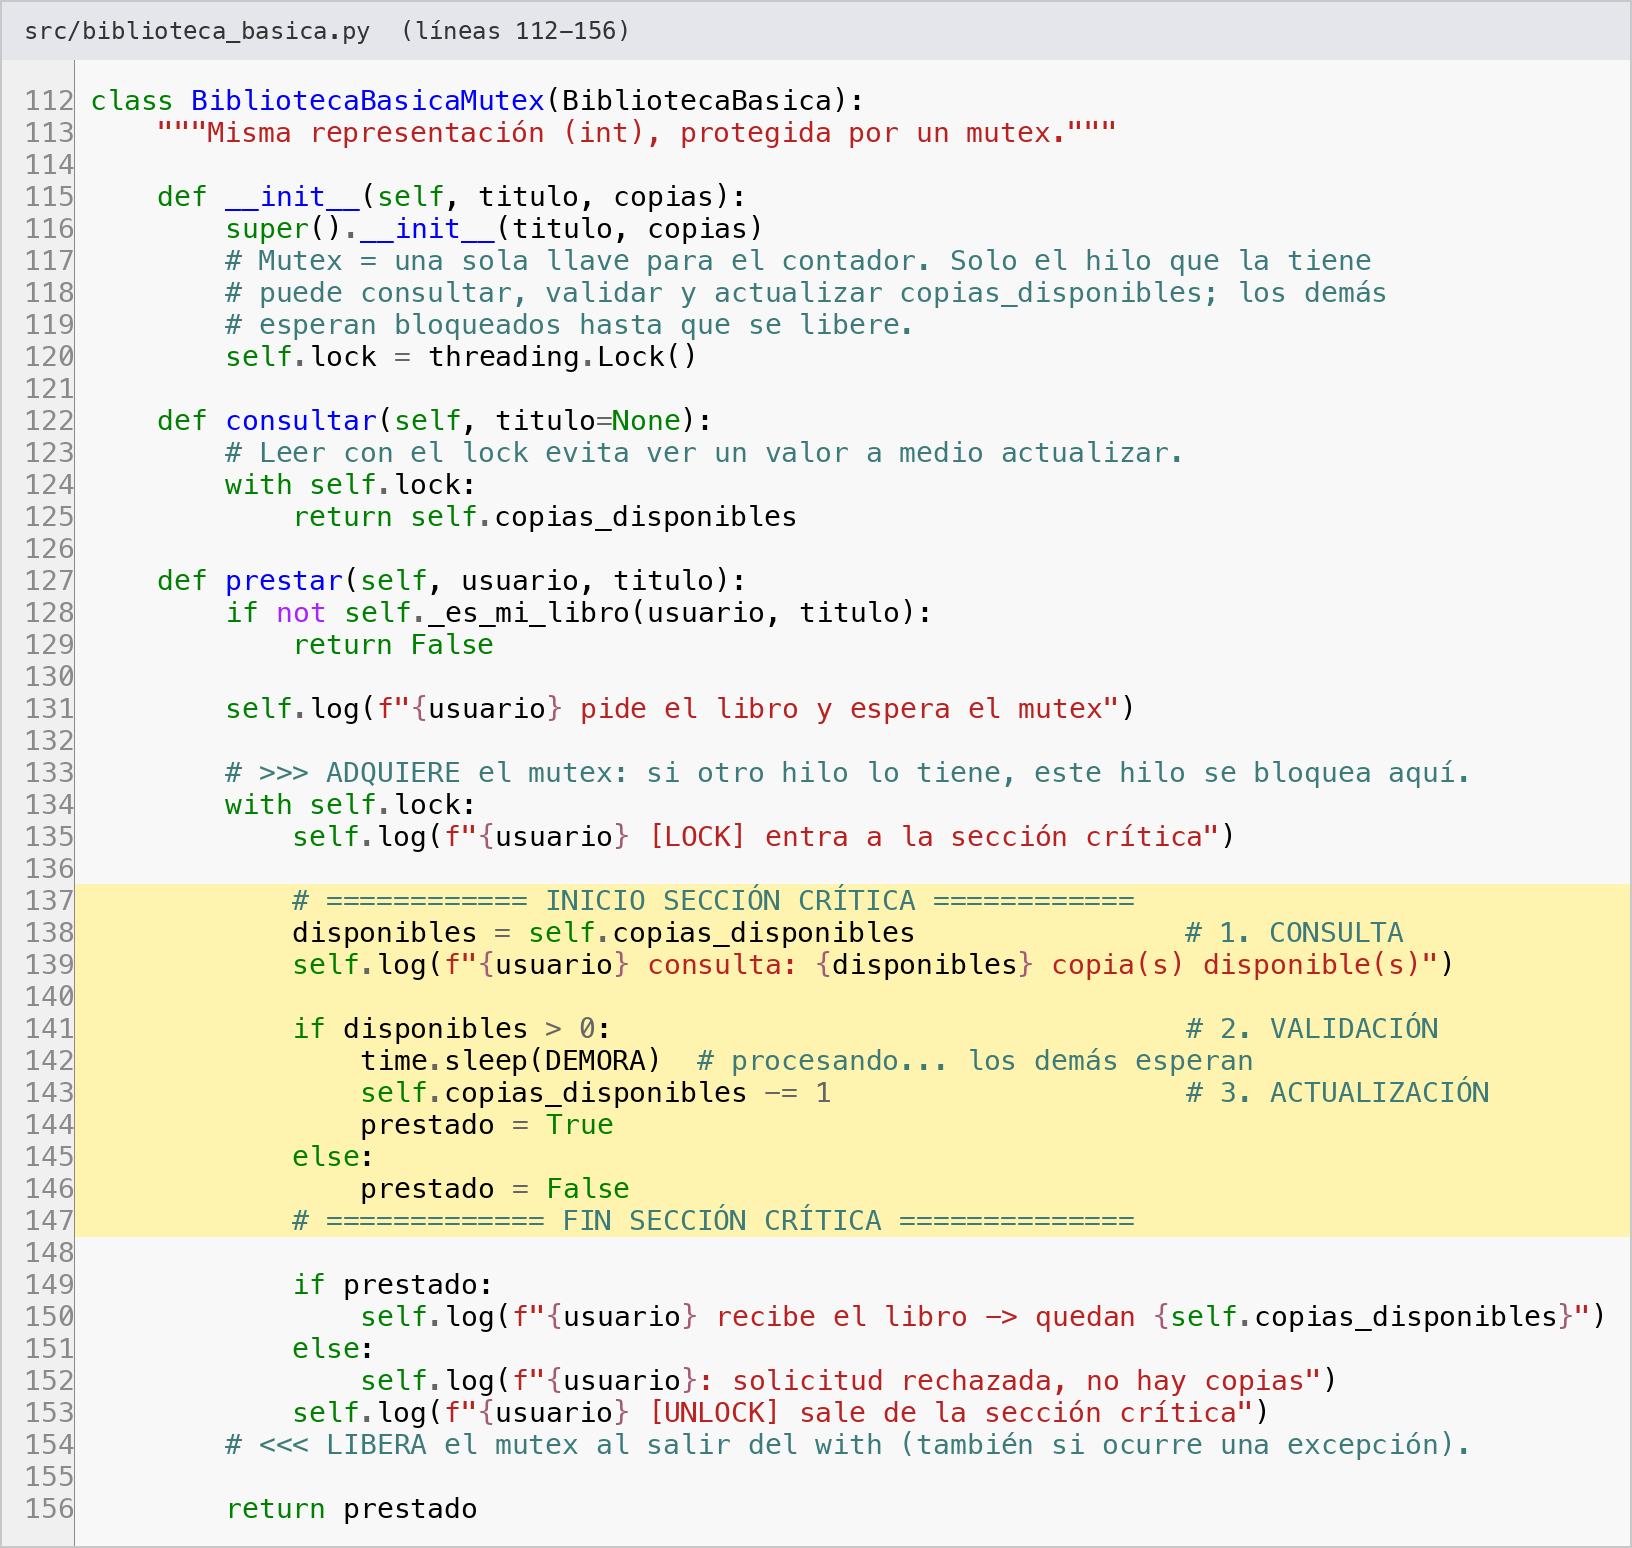 src/biblioteca_basica.py  (líneas 112–156)
112 class BibliotecaBasicaMutex(BibliotecaBasica):
113     """Misma representación (int), protegida por un mutex."""
114
115     def __init__(self, titulo, copias):
116         super().__init__(titulo, copias)
117         # Mutex = una sola llave para el contador. Solo el hilo que la tiene
118         # puede consultar, validar y actualizar copias_disponibles; los demás
119         # esperan bloqueados hasta que se libere.
120         self.lock = threading.Lock()
121
122     def consultar(self, titulo=None):
123         # Leer con el lock evita ver un valor a medio actualizar.
124         with self.lock:
125             return self.copias_disponibles
126
127     def prestar(self, usuario, titulo):
128         if not self._es_mi_libro(usuario, titulo):
129             return False
130
131         self.log(f"{usuario} pide el libro y espera el mutex")
132
133         # >>> ADQUIERE el mutex: si otro hilo lo tiene, este hilo se bloquea aquí.
134         with self.lock:
135             self.log(f"{usuario} [LOCK] entra a la sección crítica")
136
137             # ============ INICIO SECCIÓN CRÍTICA ============
138             disponibles = self.copias_disponibles                # 1. CONSULTA
139             self.log(f"{usuario} consulta: {disponibles} copia(s) disponible(s)")
140
141             if disponibles > 0:                                  # 2. VALIDACIÓN
142                 time.sleep(DEMORA)  # procesando... los demás esperan
143                 self.copias_disponibles -= 1                     # 3. ACTUALIZACIÓN
144                 prestado = True
145             else:
146                 prestado = False
147             # ============= FIN SECCIÓN CRÍTICA ==============
148
149             if prestado:
150                 self.log(f"{usuario} recibe el libro -> quedan {self.copias_disponibles}")
151             else:
152                 self.log(f"{usuario}: solicitud rechazada, no hay copias")
153             self.log(f"{usuario} [UNLOCK] sale de la sección crítica")
154         # <<< LIBERA el mutex al salir del with (también si ocurre una excepción).
155
156         return prestado